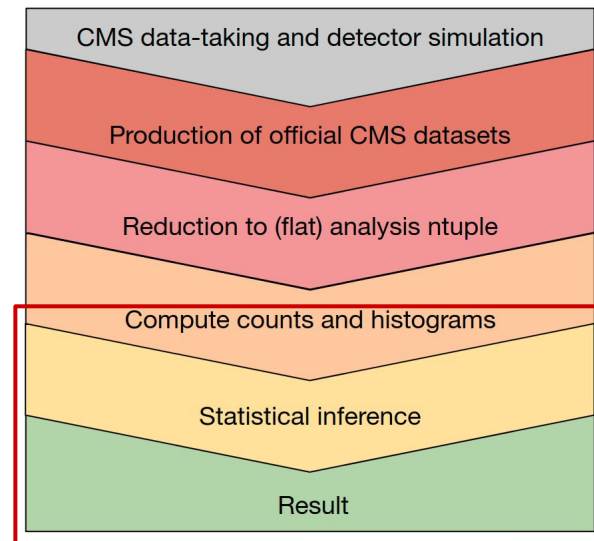 CMS data-taking and detector simulation
Production of official CMS datasets
Reduction to (flat) analysis ntuple
Compute counts and histograms
Statistical inference
Result